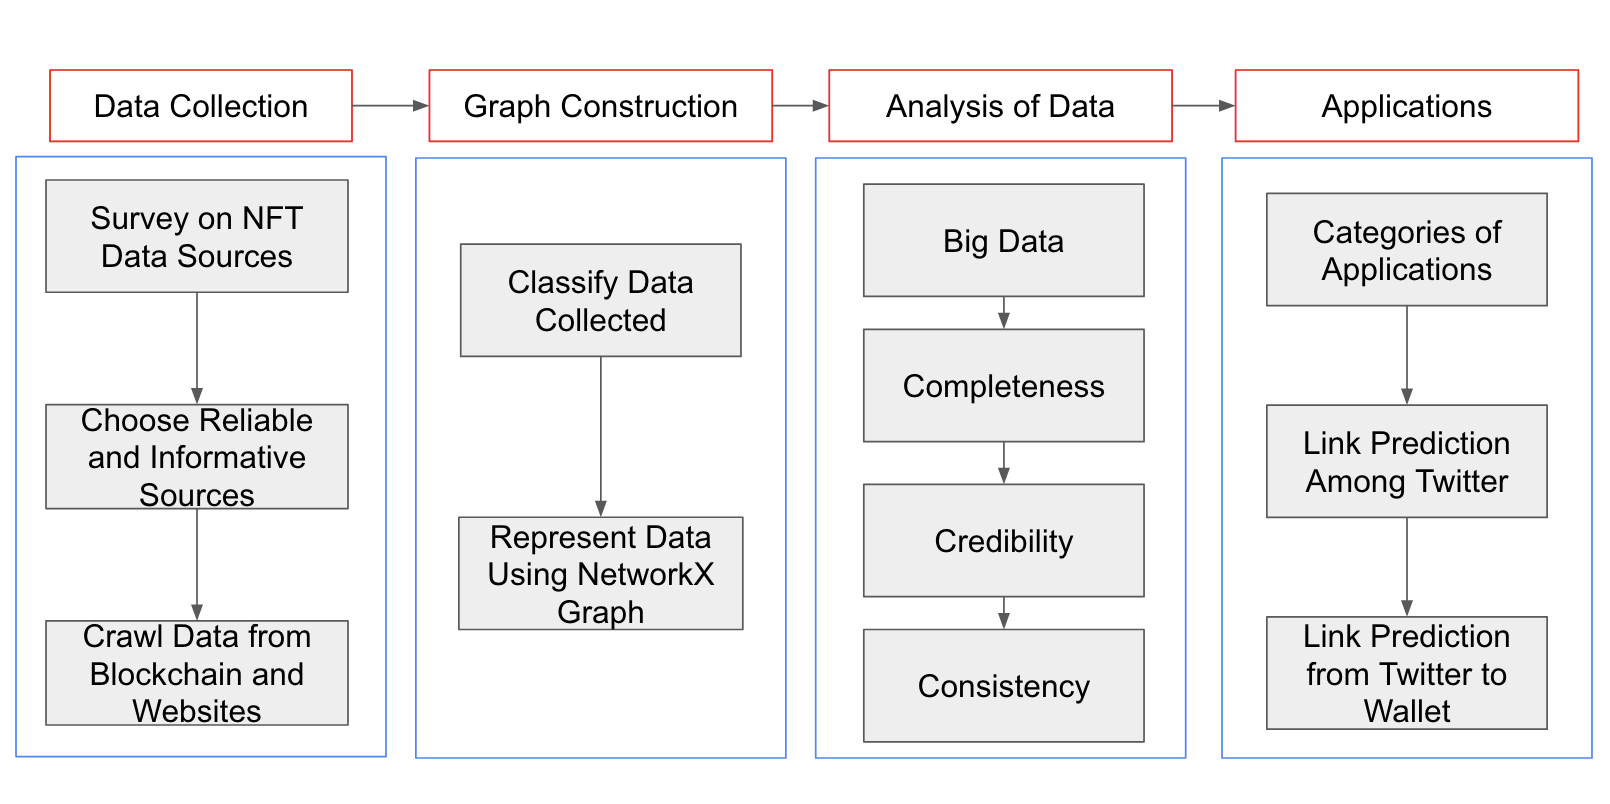 Data Collection
Graph Construction
Analysis of Data
Applications
Survey on NFT
Data Sources
Choose Reliable
and Informative
Sources
Crawl Data from
Blockchain and
Websites
Classify Data
Collected
Represent Data
Using NetworkX
Graph
Big Data
Completeness
Credibility
Consistency
Categories of
Applications
Link Prediction
Among Twitter
Link Prediction
from Twitter to
Wallet